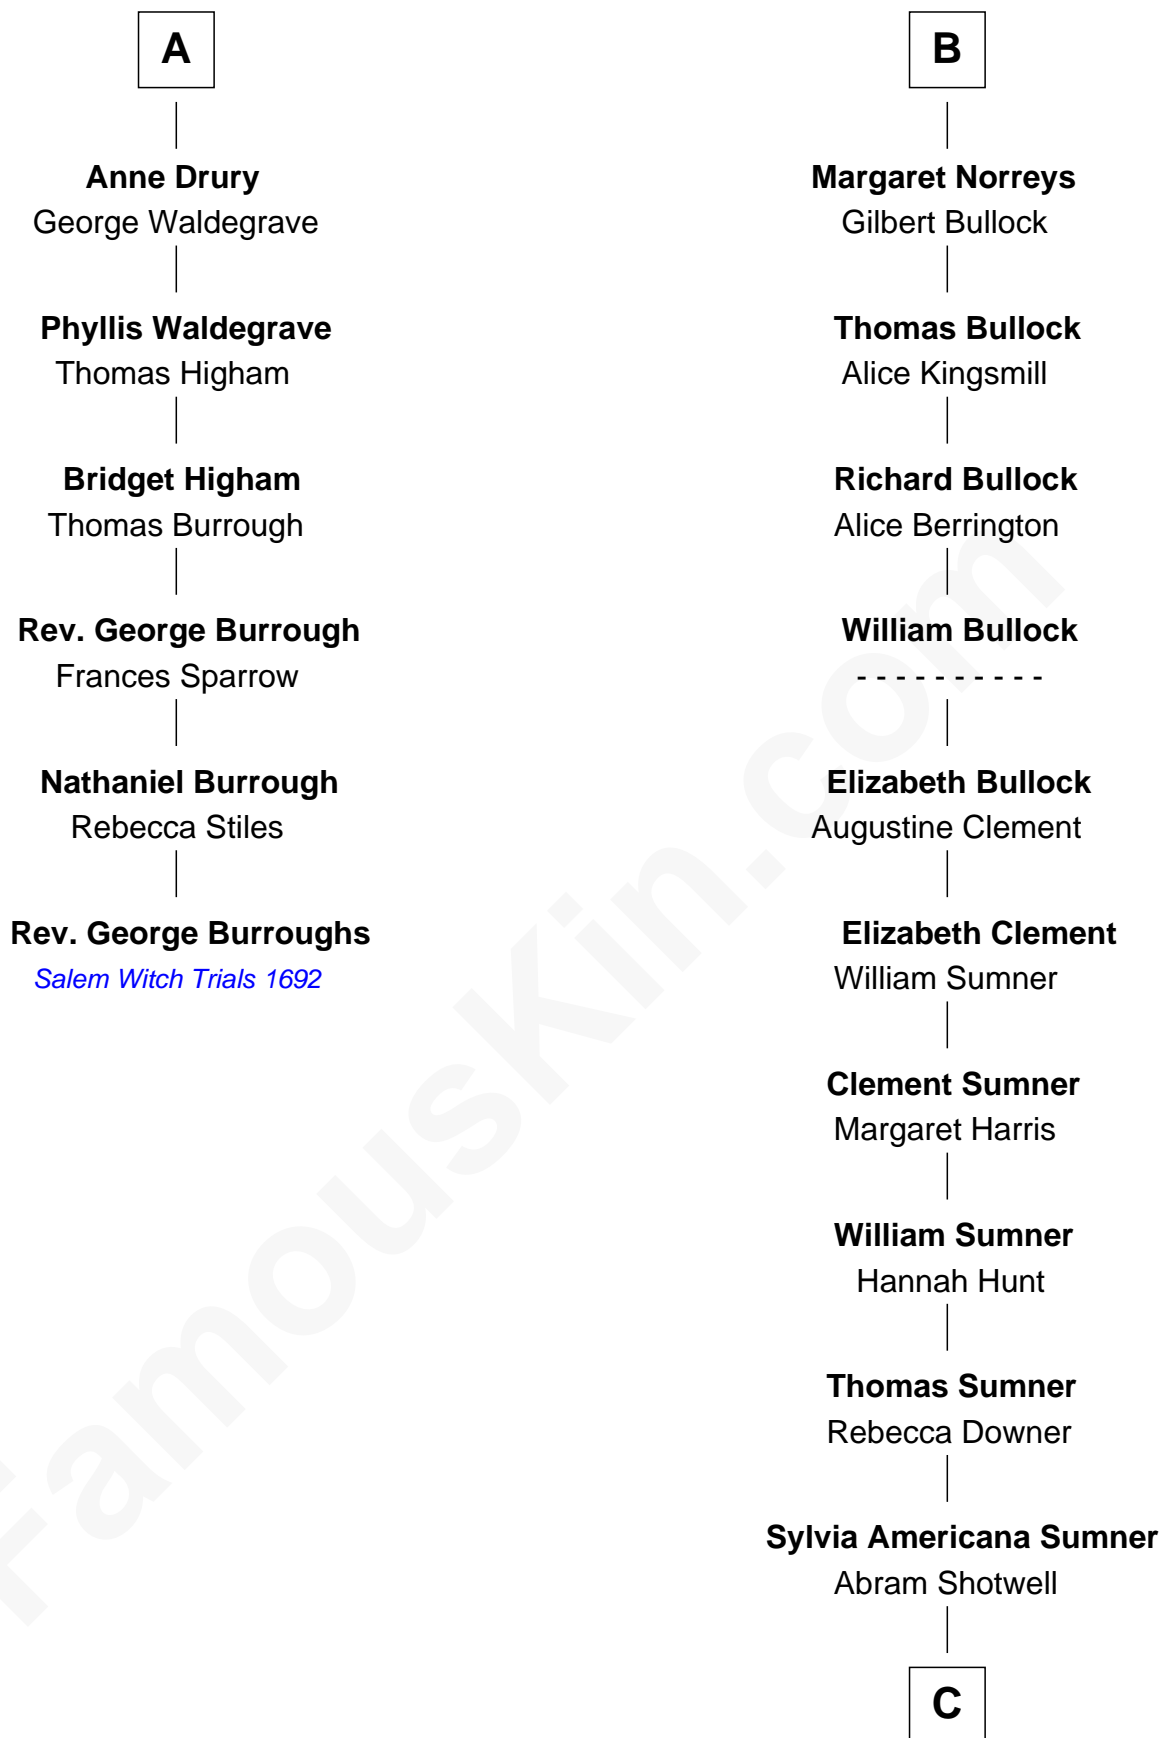 A
Anne Drury
George Waldegrave
Phyllis Waldegrave
Thomas Higham
Bridget Higham
Thomas Burrough
Rev. George Burrough
Frances Sparrow
Nathaniel Burrough
Rebecca Stiles
Rev. George Burroughs
Salem Witch Trials 1692
B
Margaret Norreys
Gilbert Bullock
Thomas Bullock
Alice Kingsmill
Richard Bullock
Alice Berrington
William Bullock
- - - - - - - - - -
Elizabeth Bullock
Augustine Clement
Elizabeth Clement
William Sumner
Clement Sumner
Margaret Harris
William Sumner
Hannah Hunt
Thomas Sumner
Rebecca Downer
Sylvia Americana Sumner
Abram Shotwell
C
FamousKin.com